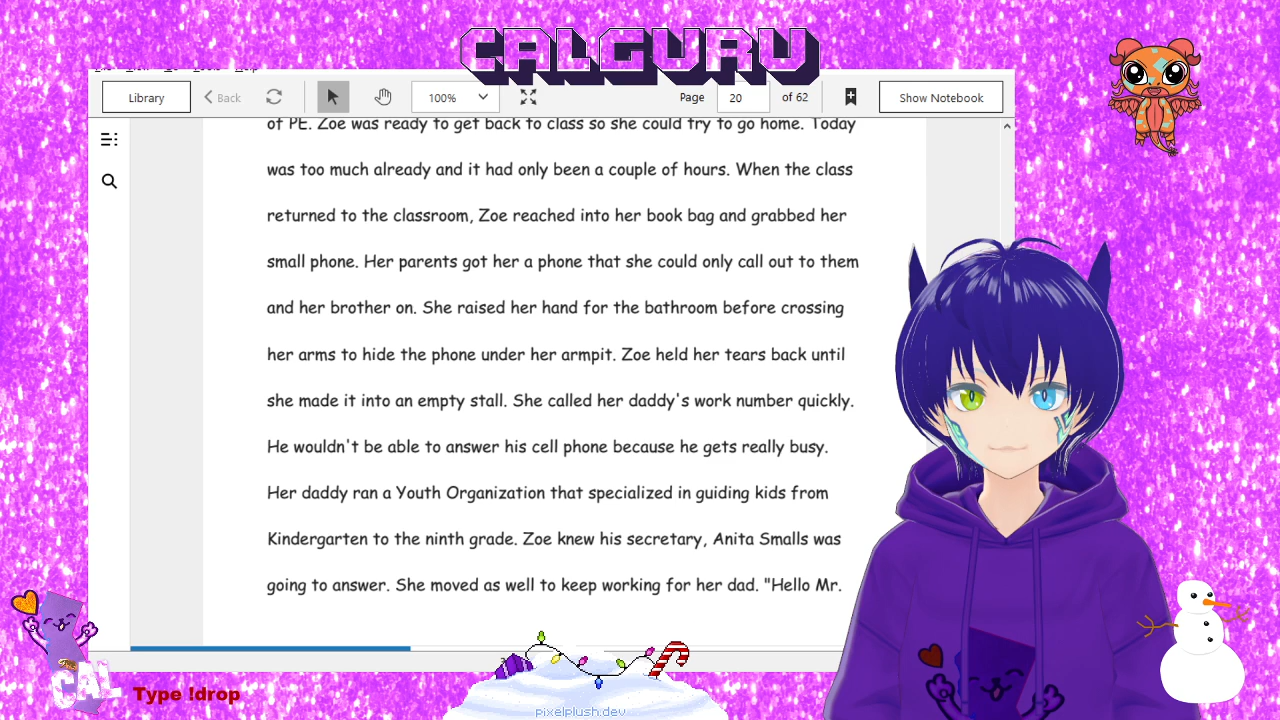 CALGURU
Library
Back
100%
Page
20
of 62
Show Notebook
of PE. Zoe was ready to get back to class so she could try to go home. Today
was too much already and it had only been a couple of hours. When the class
returned to the classroom, Zoe reached into her book bag and grabbed her
small phone. Her parents got her a phone that she could only call out to them
and her brother on. She raised her hand for the bathroom before crossing
her arms to hide the phone under her armpit. Zoe held her tears back until
she made it into an empty stall. She called her daddy's work number quickly.
He wouldn't be able to answer his cell phone because he gets really busy.
Her daddy ran a Youth Organization that specialized in guiding kids from
Kindergarten to the ninth grade. Zoe knew his secretary, Anita Smalls was
going to answer. She moved as well to keep working for her dad. "Hello Mr.
CAL
Type !drop
pixelplush.dev